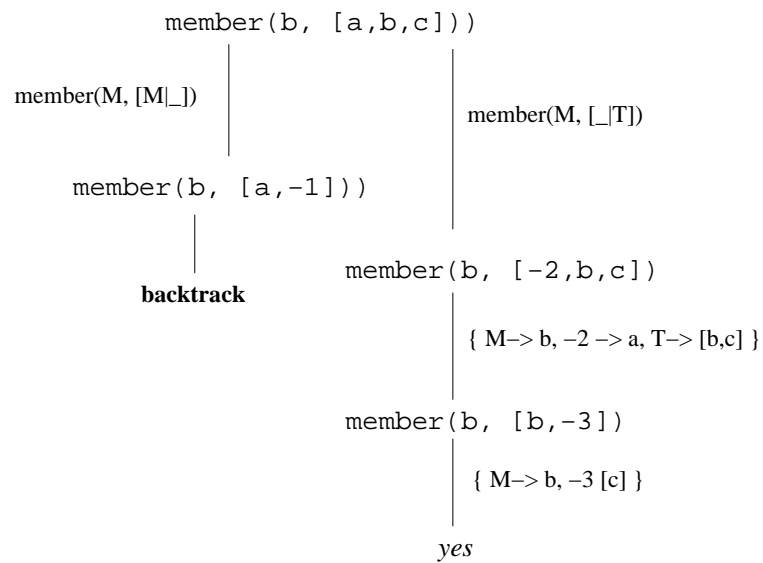 member(b, [a,b,c]))
member(M, [M|_])
member(M, [_|T])
member(b, [a,−1]))
backtrack
member(b, [−2,b,c])
{ M−> b, −2 −> a, T−> [b,c] }
member(b, [b,−3])
{ M−> b, −3 [c] }
yes